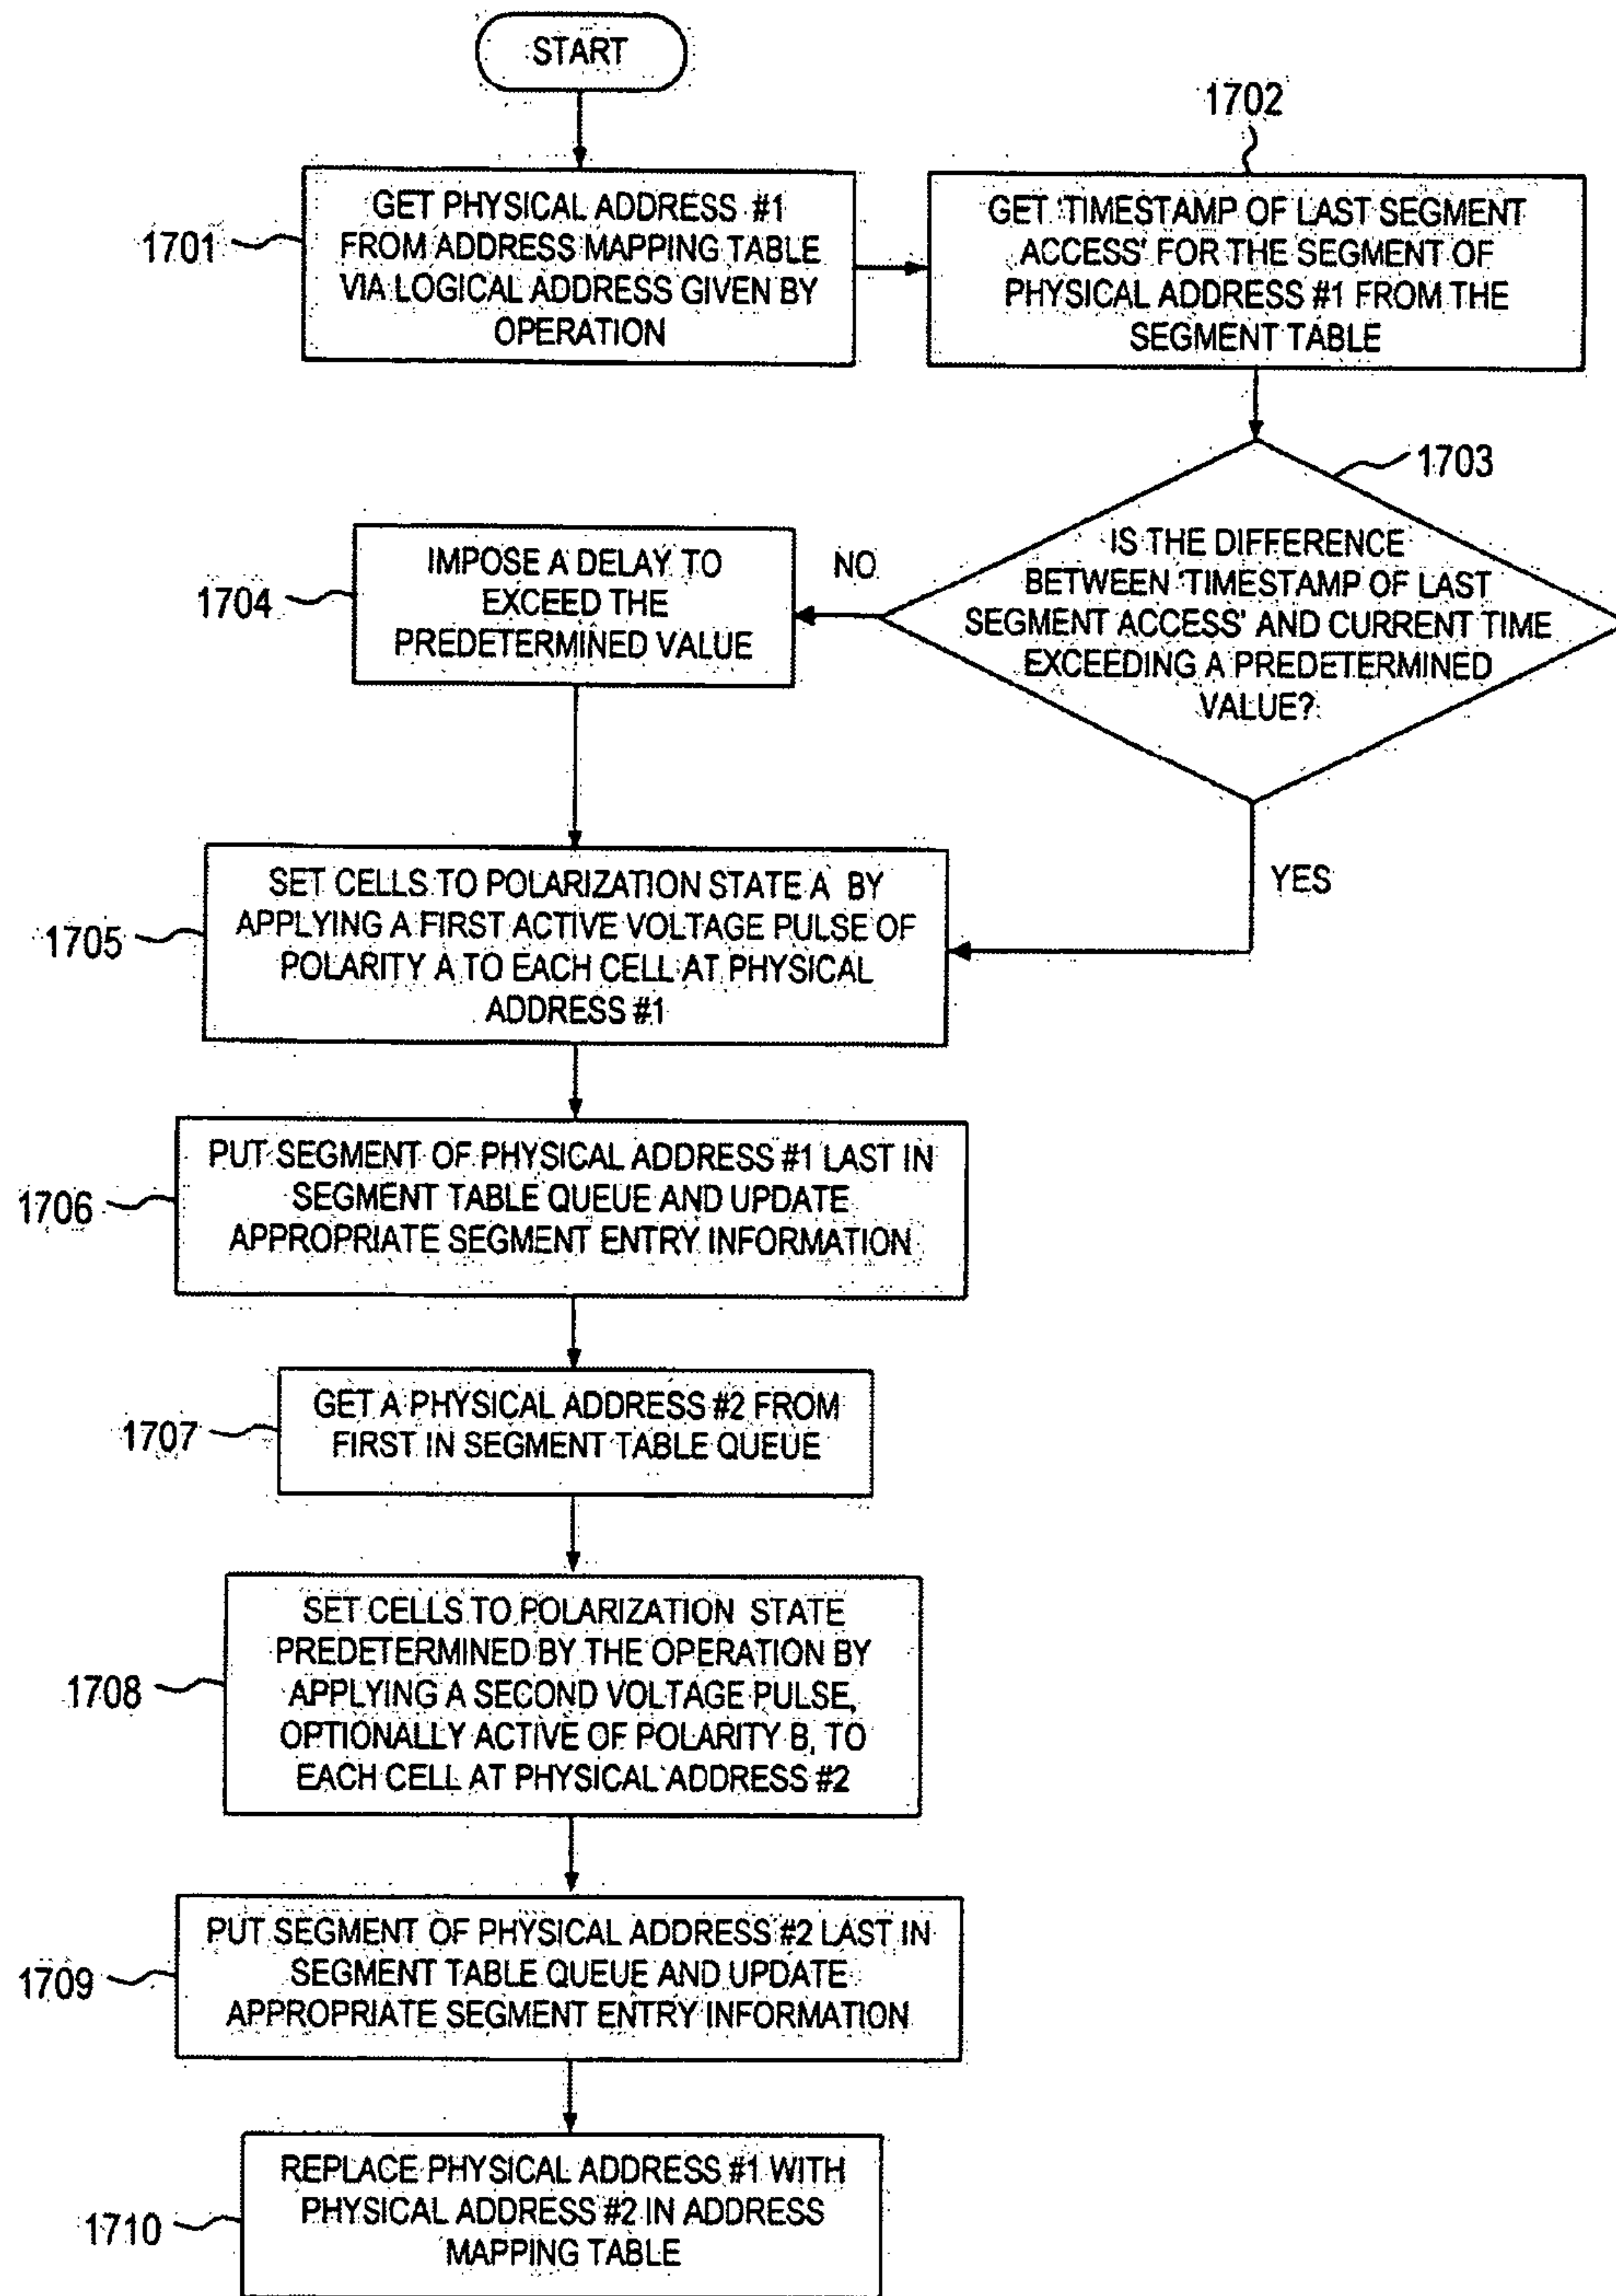 START
1702
1701
GET PHYSICAL ADDRESS #1
FROM ADDRESS MAPPING TABLE
VIA LOGICAL ADDRESS GIVEN BY
OPERATION
GET 'TIMESTAMP OF LAST SEGMENT
ACCESS' FOR THE SEGMENT OF
PHYSICAL ADDRESS #1 FROM THE
SEGMENT TABLE
1703
IS THE DIFFERENCE
BETWEEN 'TIMESTAMP OF LAST
SEGMENT ACCESS' AND CURRENT TIME
EXCEEDING A PREDETERMINED
VALUE?
NO
1704
IMPOSE A DELAY TO
EXCEED THE
PREDETERMINED VALUE
YES
1705
SET CELLS TO POLARIZATION STATE A BY
APPLYING A FIRST ACTIVE VOLTAGE PULSE OF
POLARITY A TO EACH CELL AT PHYSICAL
ADDRESS #1
1706
PUT SEGMENT OF PHYSICAL ADDRESS #1 LAST IN
SEGMENT TABLE QUEUE AND UPDATE
APPROPRIATE SEGMENT ENTRY INFORMATION
1707
GET A PHYSICAL ADDRESS #2 FROM
FIRST IN SEGMENT TABLE QUEUE
1708
SET CELLS TO POLARIZATION STATE
PREDETERMINED BY THE OPERATION BY
APPLYING A SECOND VOLTAGE PULSE,
OPTIONALLY ACTIVE OF POLARITY B, TO
EACH CELL AT PHYSICAL ADDRESS #2
1709
PUT SEGMENT OF PHYSICAL ADDRESS #2 LAST IN
SEGMENT TABLE QUEUE AND UPDATE
APPROPRIATE SEGMENT ENTRY INFORMATION
1710
REPLACE PHYSICAL ADDRESS #1 WITH
PHYSICAL ADDRESS #2 IN ADDRESS
MAPPING TABLE